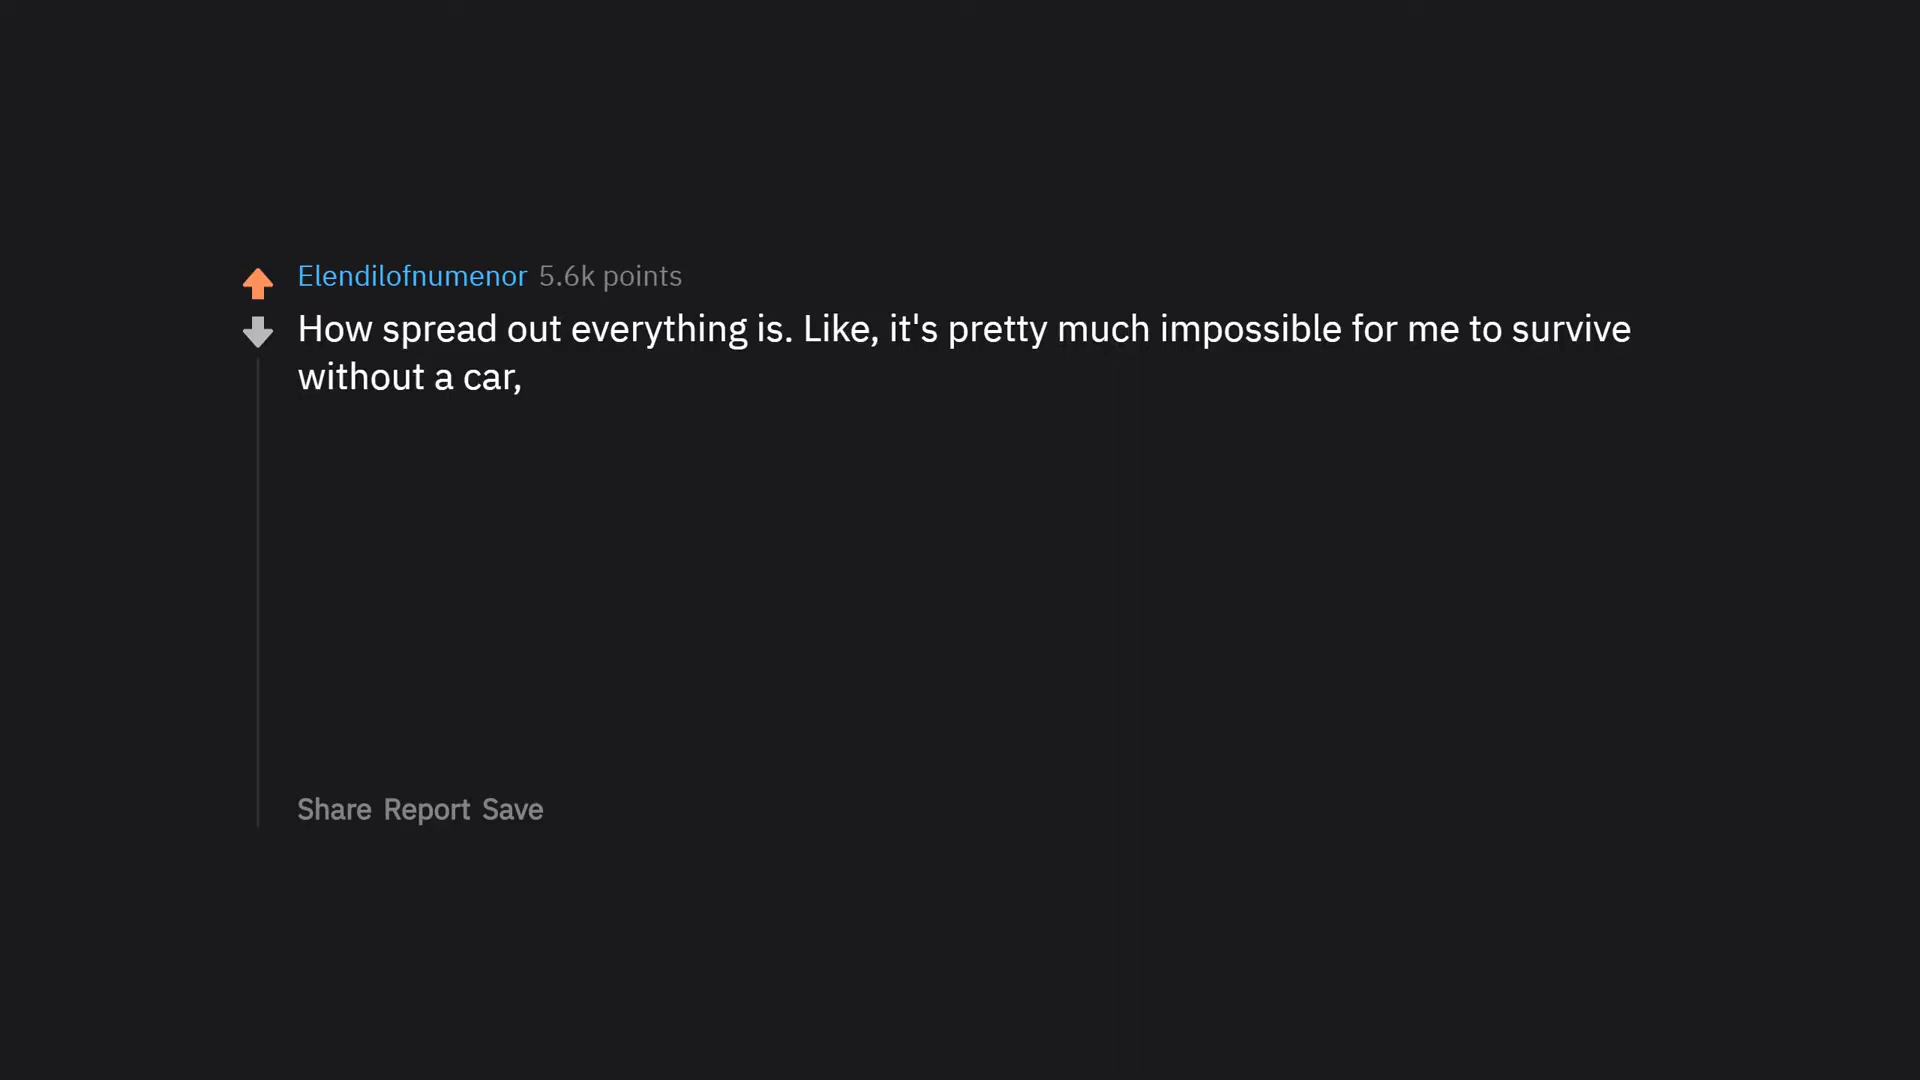 Elendilofnumenor 5.6k points
How spread out everything is. Like, it's pretty much impossible for me to survive
without a car,
Share Report Save